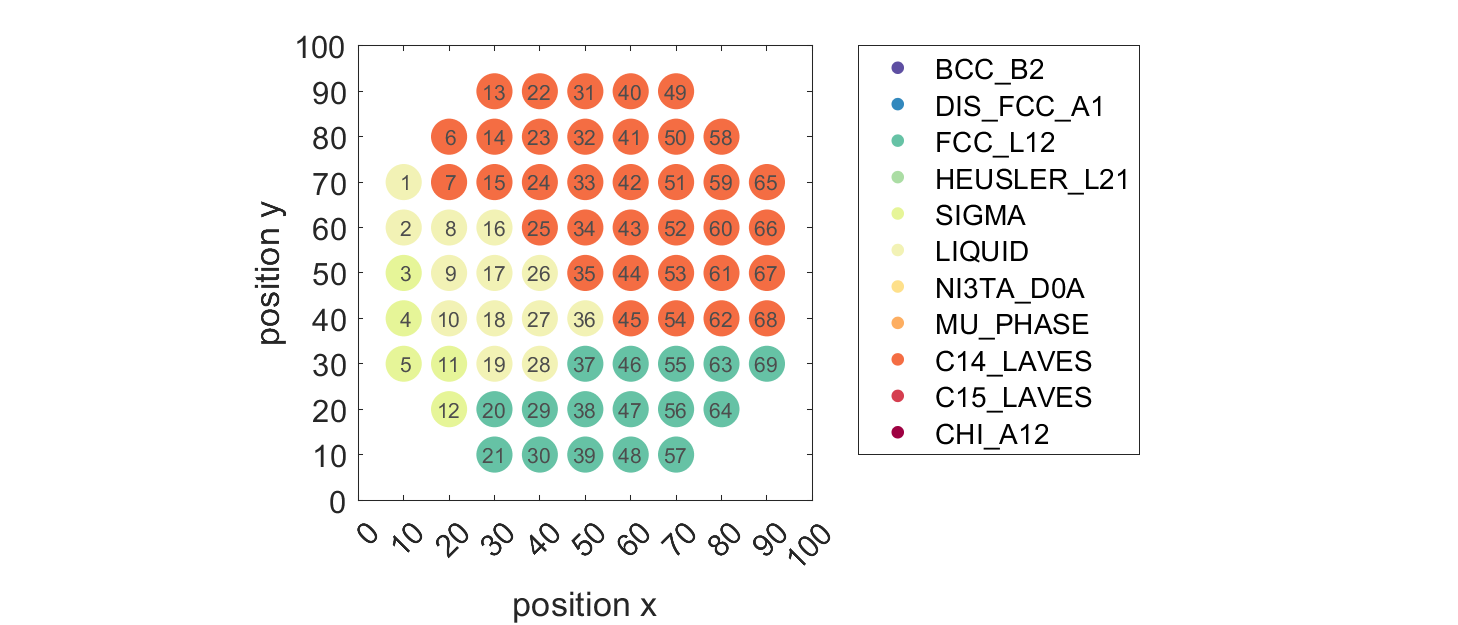 100
90
80
70
60
50
40
30
20
10
0
position y
13 22 31 40 49
6 14 23 32 41 50 58
1 7 15 24 33 42 51 59 65
2 8 16 25 34 43 52 60 66
3 9 17 26 35 44 53 61 67
4 10 18 27 36 45 54 62 68
5 11 19 28 37 46 55 63 69
12 20 29 38 47 56 64
21 30 39 48 57
0 10 20 30 40 50 60 70 80 90 100
position x
BCC_B2
DIS_FCC_A1
FCC_L12
HEUSLER_L21
SIGMA
LIQUID
NI3TA_D0A
MU_PHASE
C14_LAVES
C15_LAVES
CHI_A12